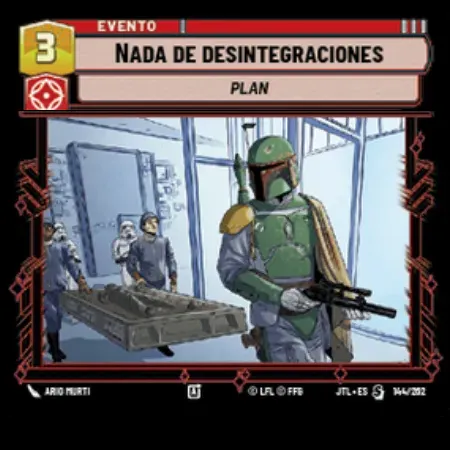 EVENTO
3
NADA DE DESINTEGRACIONES
PLAN
ARIO MURTI
A
© LFL ℗ FFG
JTL • ES
144/262